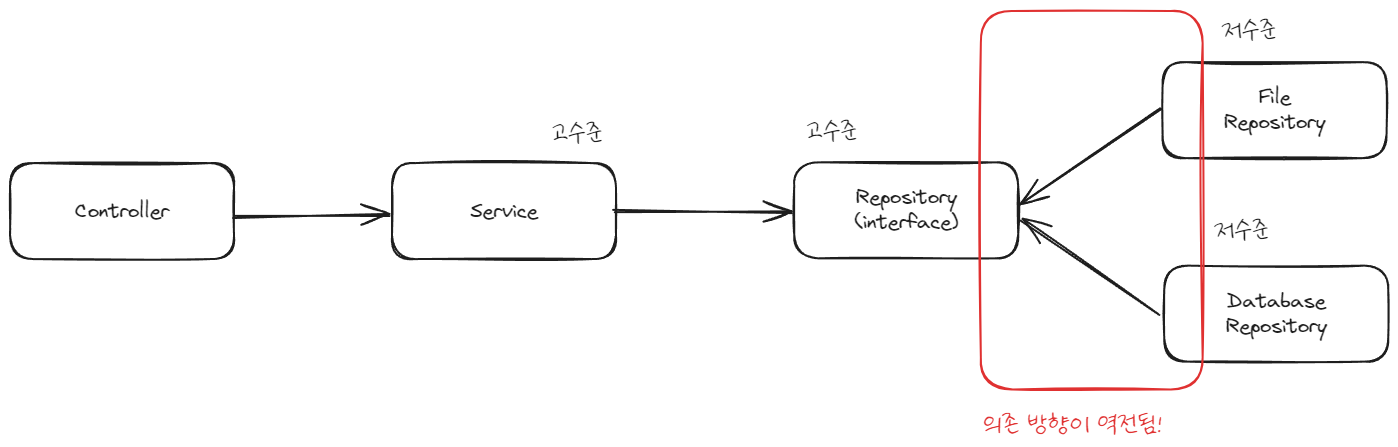 저수준
File
Repository
고수준
고수준
Controller
Service
Repository
(interface)
저수준
Database
Repository
의존 방향이 역전됨!